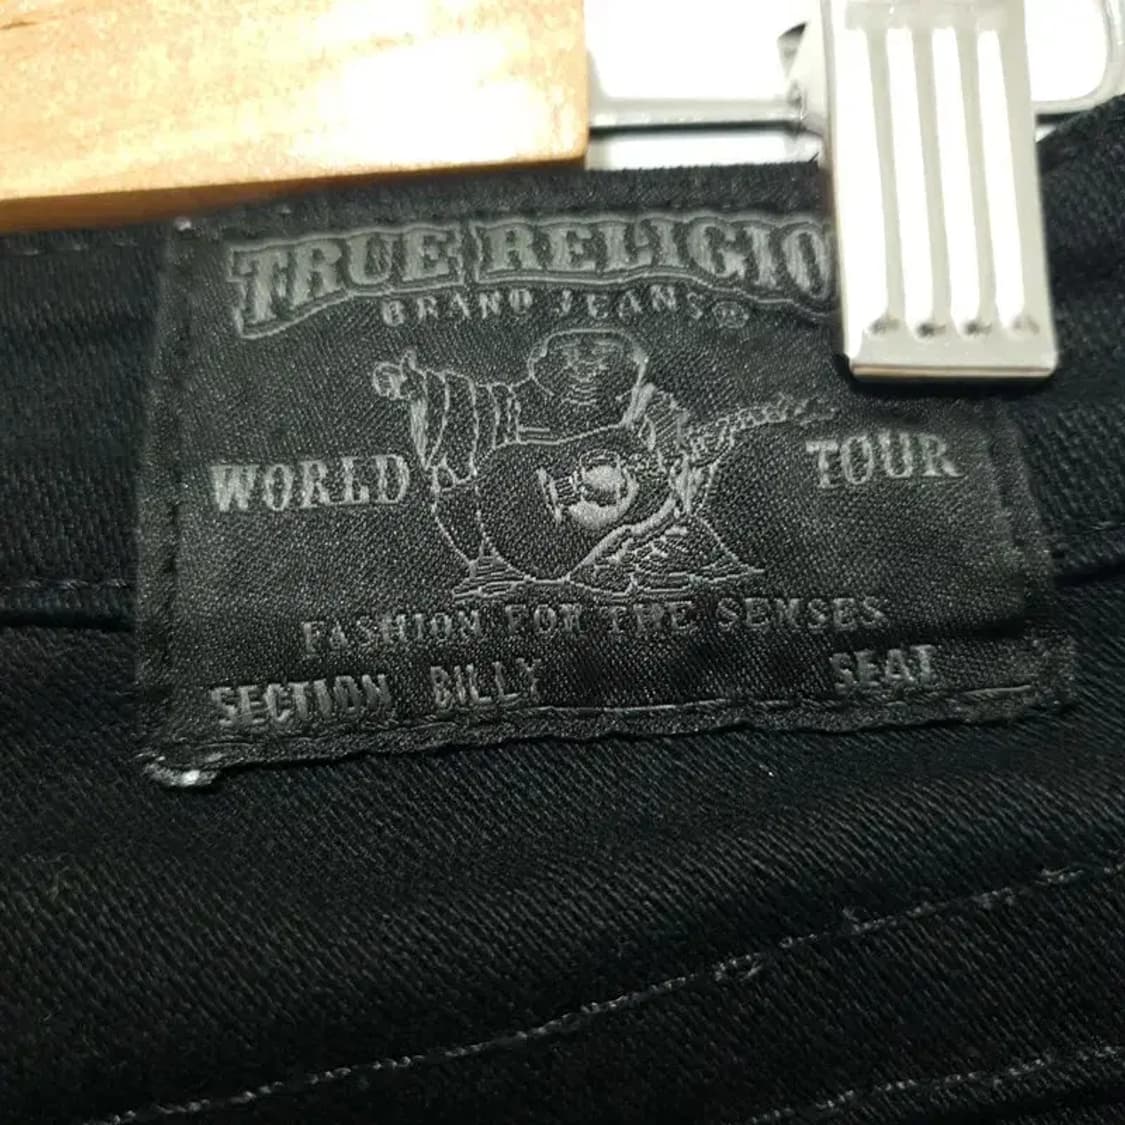 TRUE RELIGIO
BRAND JEANS®
WORLD TOUR
FASHION FOR THE SENSES
SECTION BILLY SEAT